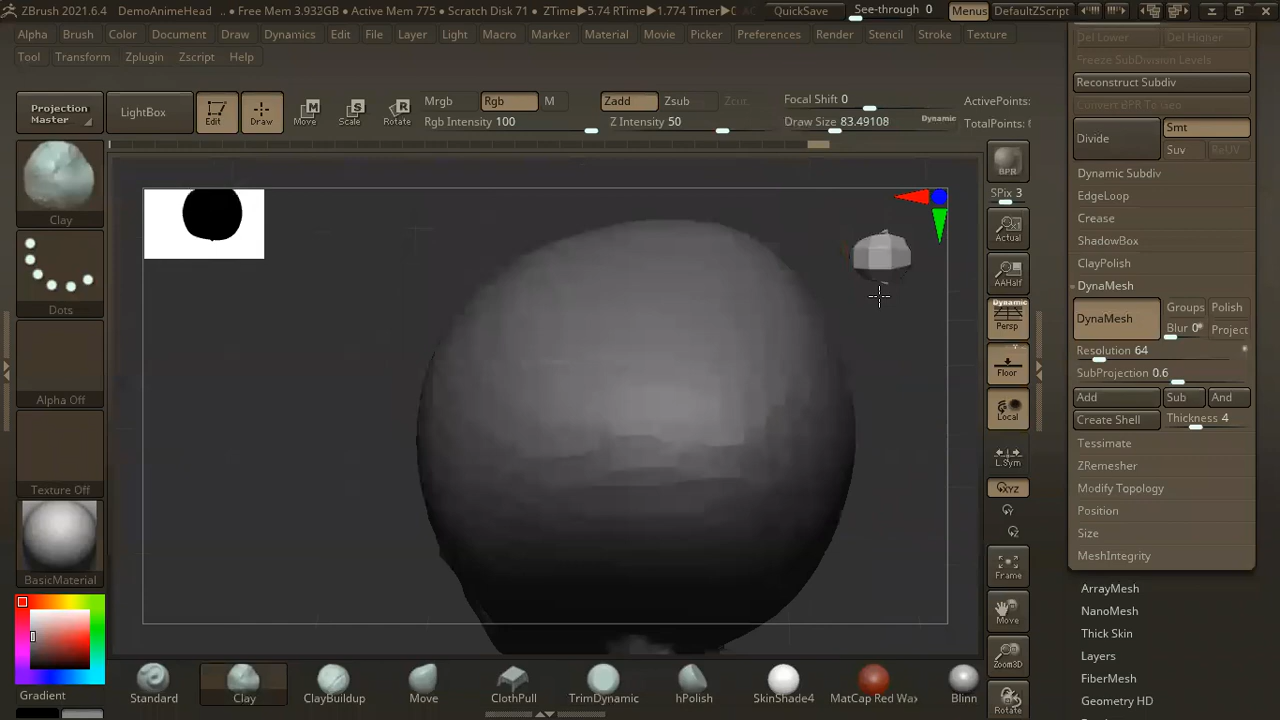 ZBrush 2021.6.4 DemoAnimeHead .. • Free Mem 3.932GB • Active Mem 775 • Scratch Disk 71 • ZTime▶5.74 RTime▶1.774 Timer▶0 QuickSave See-through 0 Menus DefaultZScript
Alpha Brush Color Document Draw Dynamics Edit File Layer Light Macro Marker Material Movie Picker Preferences Render Stencil Stroke Texture
Tool Transform Zplugin Zscript Help
Projection Master LightBox Edit Draw Move Scale Rotate
Mrgb Rgb M Zadd Zsub Zcut Focal Shift 0 ActivePoints:
Rgb Intensity 100 Z Intensity 50 Draw Size 83.49108 Dynamic TotalPoints:
Clay
Dots
Alpha Off
Texture Off
BasicMaterial
Gradient
BPR
SPix 3
Actual
AAHalf
Dynamic
Persp
Floor
Local
L.Sym
XYZ
Y
Z
Frame
Move
Zoom3D
Rotate
Del Lower Del Higher
Freeze SubDivision Levels
Reconstruct Subdiv
Convert BPR To Geo
Divide Smt
Suv ReUV
Dynamic Subdiv
EdgeLoop
Crease
ShadowBox
ClayPolish
DynaMesh
DynaMesh Groups Polish
Blur 0 Project
Resolution 64
SubProjection 0.6
Add Sub And
Create Shell Thickness 4
Tessimate
ZRemesher
Modify Topology
Position
Size
MeshIntegrity
ArrayMesh
NanoMesh
Thick Skin
Layers
FiberMesh
Geometry HD
Standard Clay ClayBuildup Move ClothPull TrimDynamic hPolish SkinShade4 MatCap Red Wax Blinn